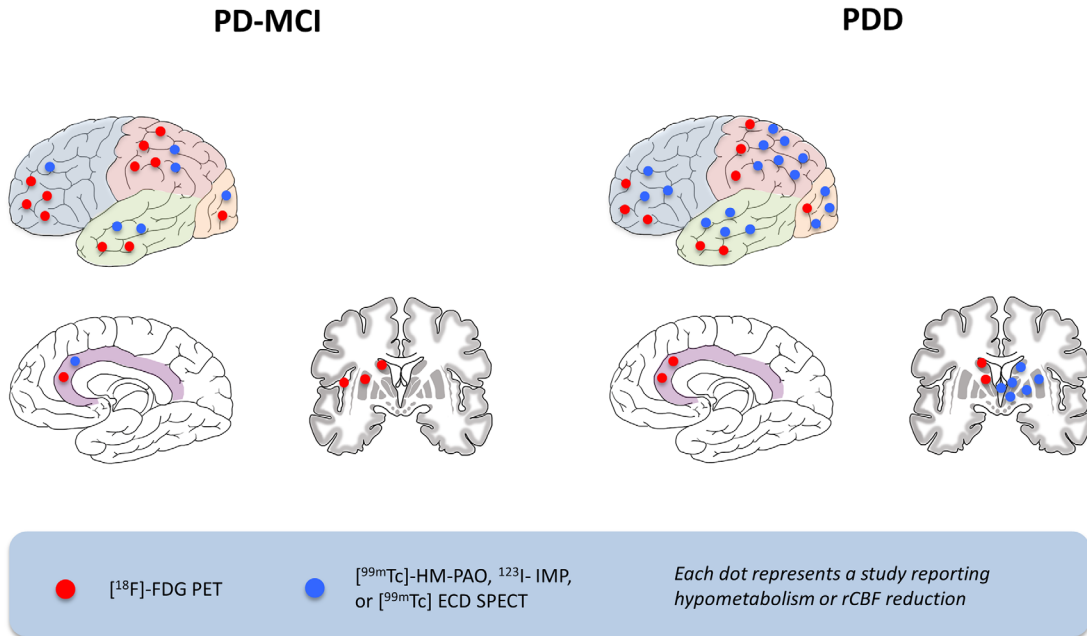 PD-MCI
PDD
[¹⁸F]-FDG PET
[⁹⁹ᵐTc]-HM-PAO, ¹²³I- IMP,
or [⁹⁹ᵐTc] ECD SPECT
Each dot represents a study reporting
hypometabolism or rCBF reduction